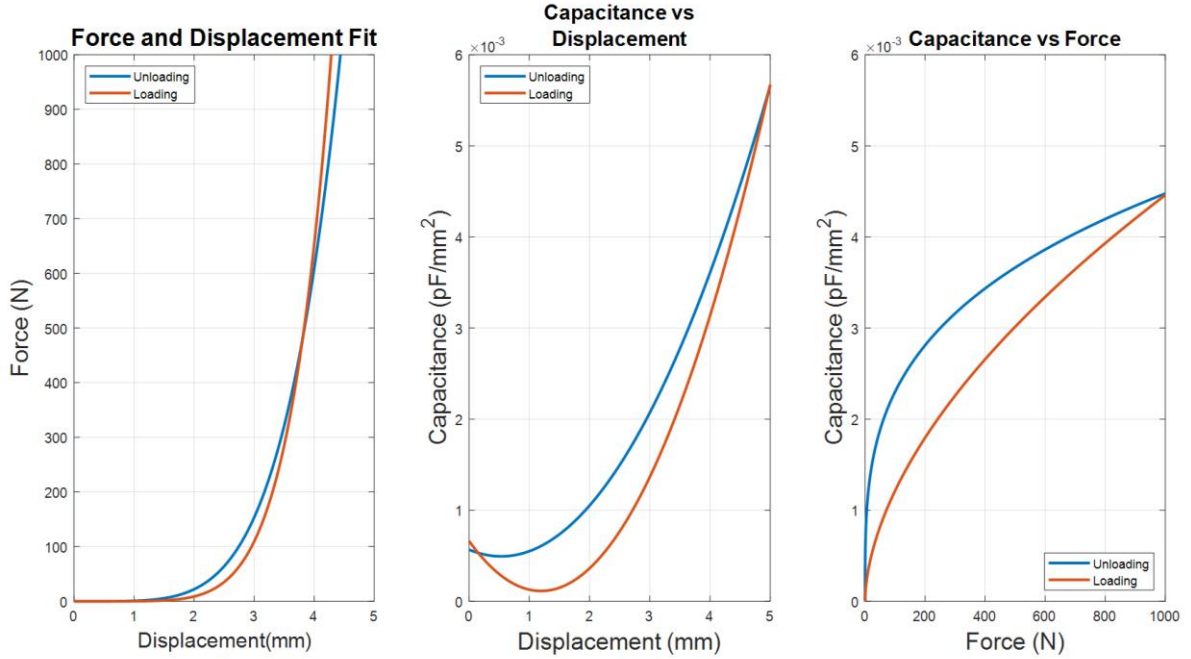 Force and Displacement Fit
1000
900
800
700
600
500
400
300
200
100
0
0 1 2 3 4 5
Force (N)
Displacement(mm)
Unloading
Loading
Capacitance vs
Displacement
×10⁻³
6
5
4
3
2
1
0
0 1 2 3 4 5
Capacitance (pF/mm²)
Displacement (mm)
Unloading
Loading
Capacitance vs Force
×10⁻³
6
5
4
3
2
1
0
0 200 400 600 800 1000
Capacitance (pF/mm²)
Force (N)
Unloading
Loading